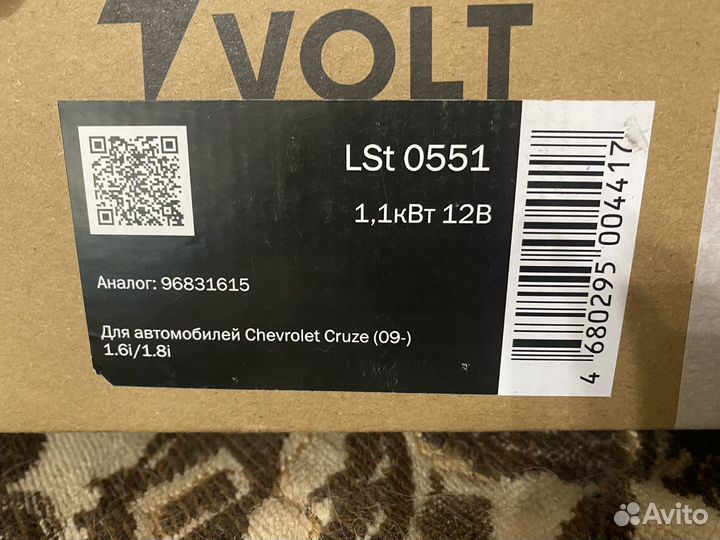 VOLT
LSt 0551
1,1кВт 12В
Аналог: 96831615
Для автомобилей Chevrolet Cruze (09-)
1.6i/1.8i
4 680295 004417
Avito